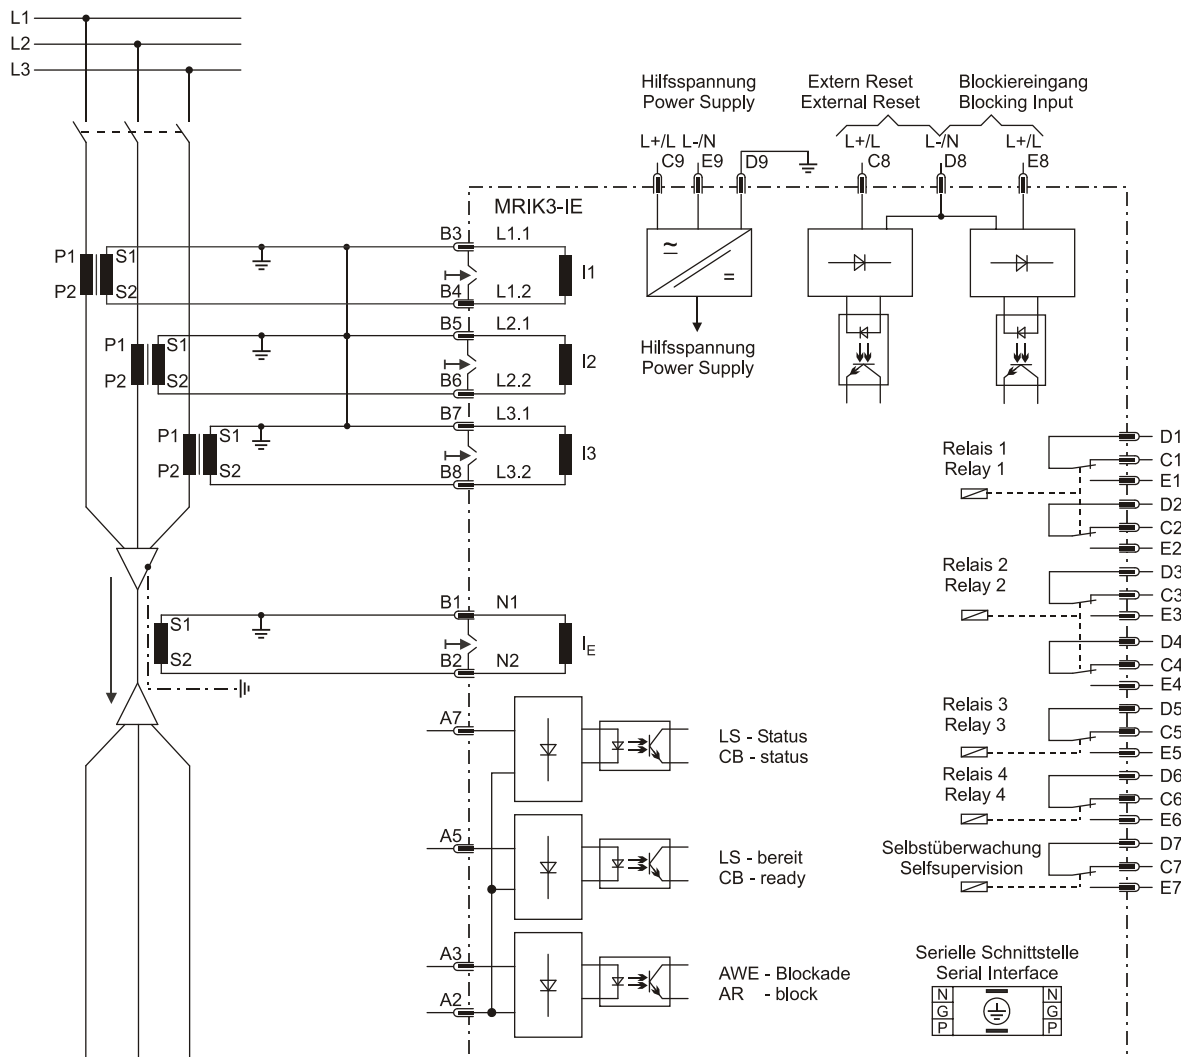 L1
L2
L3
Hilfsspannung
Power Supply
Extern Reset
External Reset
Blockiereingang
Blocking Input
L+/L L-/N
C9 E9 D9
L+/L L-/N L+/L
C8 D8 E8
MRIK3-IE
P1 S1
P2 S2
B3 L1.1
B4 L1.2
I1
P1 S1
P2 S2
B5 L2.1
B6 L2.2
I2
P1 S1
P2 S2
B7 L3.1
B8 L3.2
I3
~
=
Hilfsspannung
Power Supply
S1
S2
B1 N1
B2 N2
IE
A7
LS - Status
CB - status
A5
LS - bereit
CB - ready
A3
A2
AWE - Blockade
AR - block
Relais 1
Relay 1
D1
C1
E1
D2
C2
E2
Relais 2
Relay 2
D3
C3
E3
D4
C4
E4
Relais 3
Relay 3
D5
C5
E5
Relais 4
Relay 4
D6
C6
E6
Selbstüberwachung
Selfsupervision
D7
C7
E7
Serielle Schnittstelle
Serial Interface
N N
G G
P P